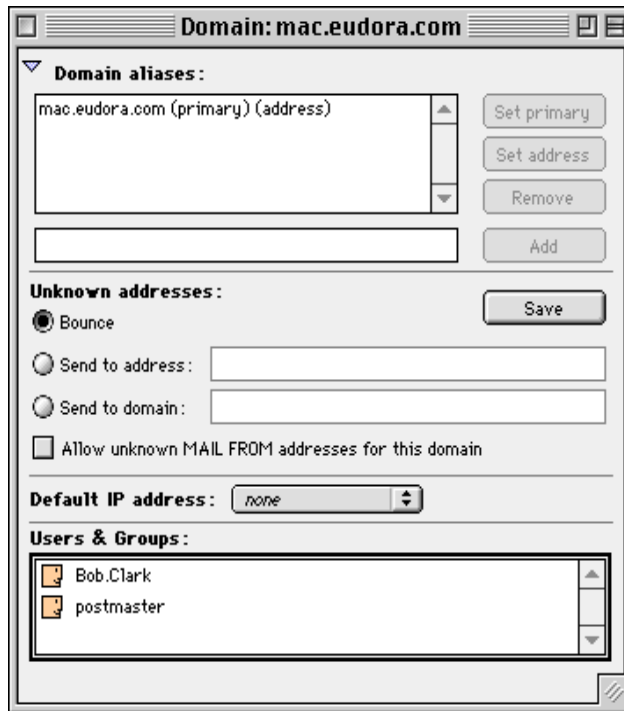 Domain: mac.eudora.com
Domain aliases:
mac.eudora.com (primary) (address)
Set primary
Set address
Remove
Add
Unknown addresses:
Save
Bounce
Send to address:
Send to domain:
Allow unknown MAIL FROM addresses for this domain
Default IP address: none
Users & Groups:
Bob.Clark
postmaster